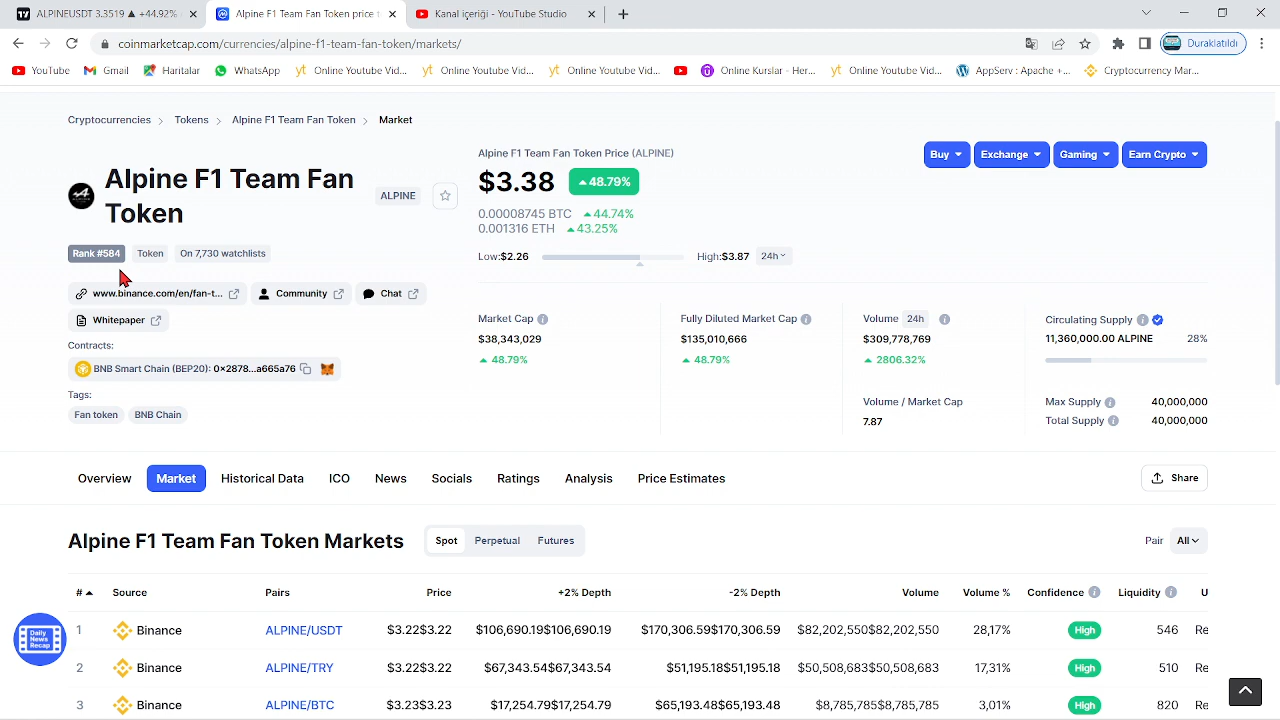 ALPINEUSDT 3.3519 ▲ +44.92%
Alpine F1 Team Fan Token price t
Kanal içeriği - YouTube Studio
coinmarketcap.com/currencies/alpine-f1-team-fan-token/markets/
Duraklatıldı
YouTube
Gmail
Haritalar
WhatsApp
Online Youtube Vid...
Online Youtube Vid...
Online Youtube Vid...
Online Kurslar - Her...
Online Youtube Vid...
AppServ : Apache +...
Cryptocurrency Mar...
Cryptocurrencies > Tokens > Alpine F1 Team Fan Token > Market
Alpine F1 Team Fan
Token
ALPINE
Rank #584
Token
On 7,730 watchlists
www.binance.com/en/fan-t...
Community
Chat
Whitepaper
Contracts:
BNB Smart Chain (BEP20): 0x2878...a665a76
Tags:
Fan token
BNB Chain
Alpine F1 Team Fan Token Price (ALPINE)
$3.38
48.79%
0.00008745 BTC 44.74%
0.001316 ETH 43.25%
Low:$2.26
High:$3.87
24h
Buy
Exchange
Gaming
Earn Crypto
Market Cap
$38,343,029
48.79%
Fully Diluted Market Cap
$135,010,666
48.79%
Volume 24h
$309,778,769
2806.32%
Volume / Market Cap
7.87
Circulating Supply
11,360,000.00 ALPINE 28%
Max Supply 40,000,000
Total Supply 40,000,000
Overview Market Historical Data ICO News Socials Ratings Analysis Price Estimates
Share
Alpine F1 Team Fan Token Markets
Spot Perpetual Futures
Pair All
# Source Pairs Price +2% Depth -2% Depth Volume Volume % Confidence Liquidity U
1 Binance ALPINE/USDT $3.22$3.22 $106,690.19$106,690.19 $170,306.59$170,306.59 $82,202,550$82,202,550 28,17% High 546 Re
2 Binance ALPINE/TRY $3.22$3.22 $67,343.54$67,343.54 $51,195.18$51,195.18 $50,508,683$50,508,683 17,31% High 510 Re
3 Binance ALPINE/BTC $3.23$3.23 $17,254.79$17,254.79 $65,193.48$65,193.48 $8,785,785$8,785,785 3,01% High 820 Re
Daily
News
Recap